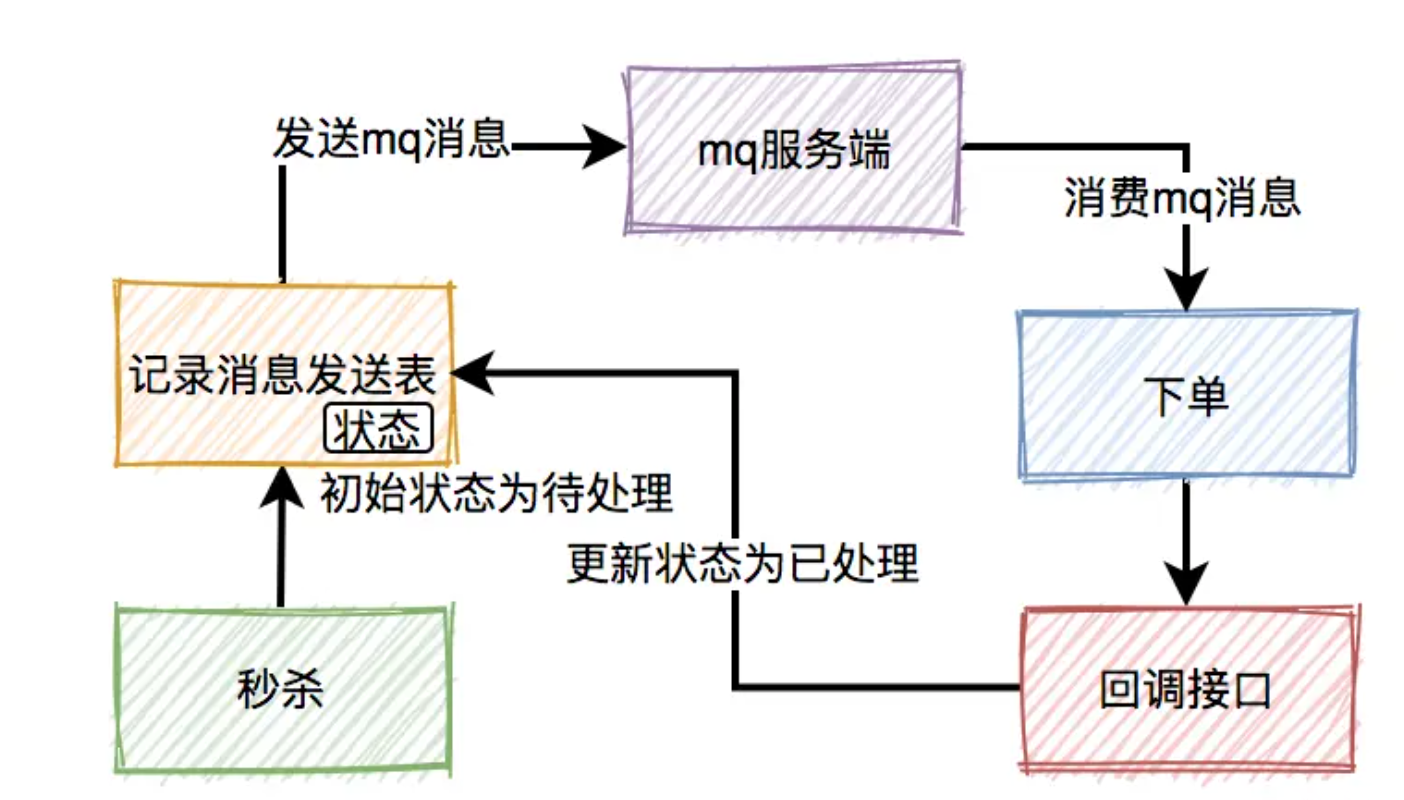 发送mq消息
mq服务端
消费mq消息
记录消息发送表
状态
下单
初始状态为待处理
更新状态为已处理
秒杀
回调接口